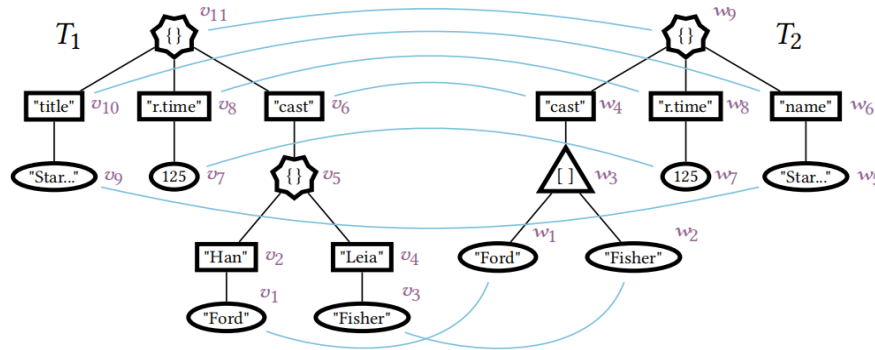 T1 { } v11 { } w9 T2
"title" v10 "r.time" v8 "cast" v6 "cast" w4 "r.time" w8 "name" w6
"Star..." v9 125 v7 { } v5 [ ] w3 125 w7 "Star..." w5
"Han" v2 "Leia" v4 "Ford" w1 "Fisher" w2
"Ford" v1 "Fisher" v3